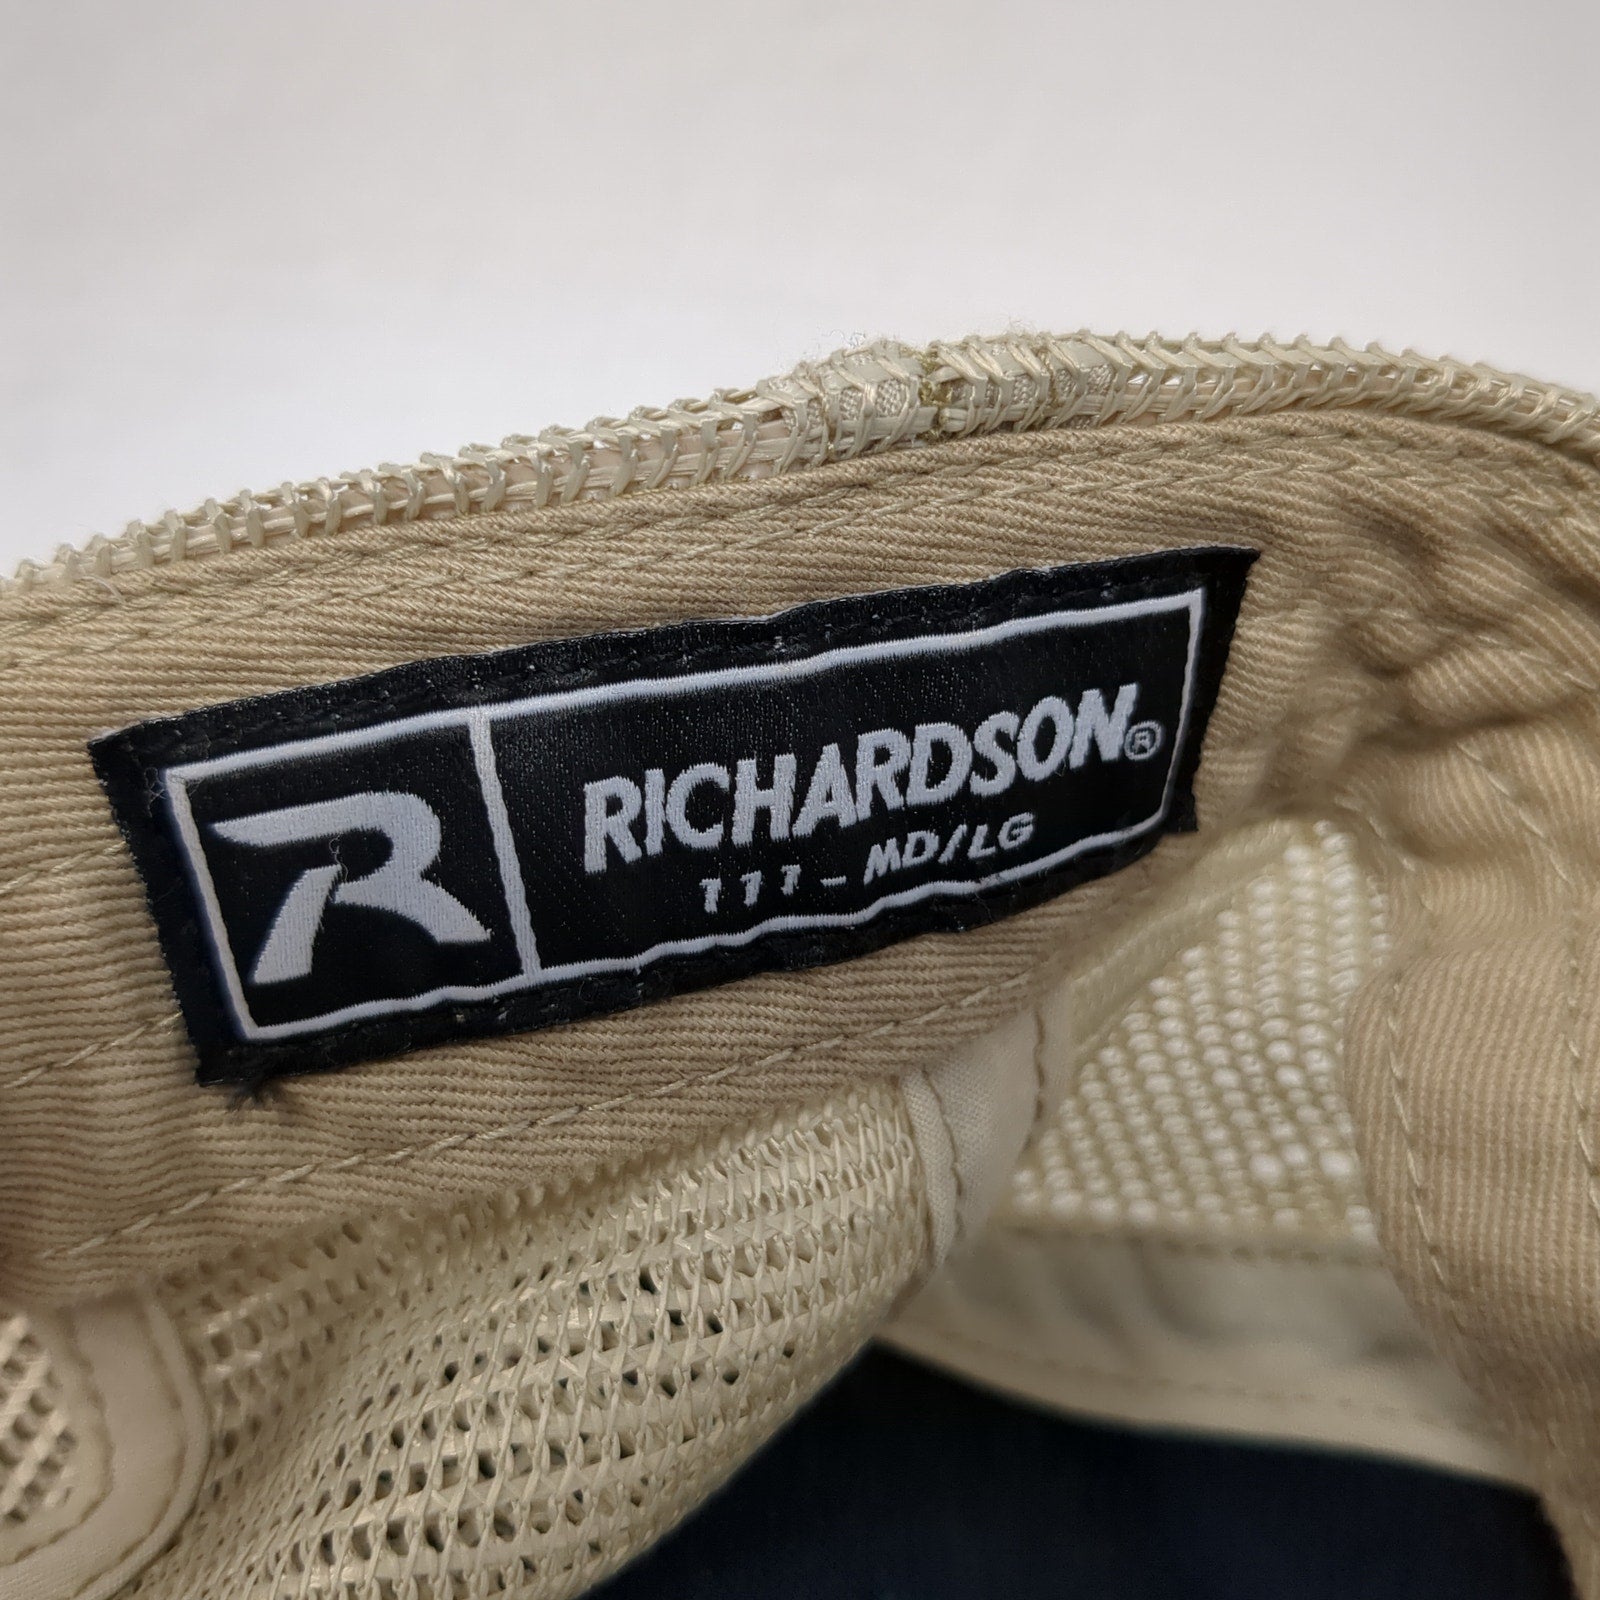 R
RICHARDSON®
111 - MD/LG